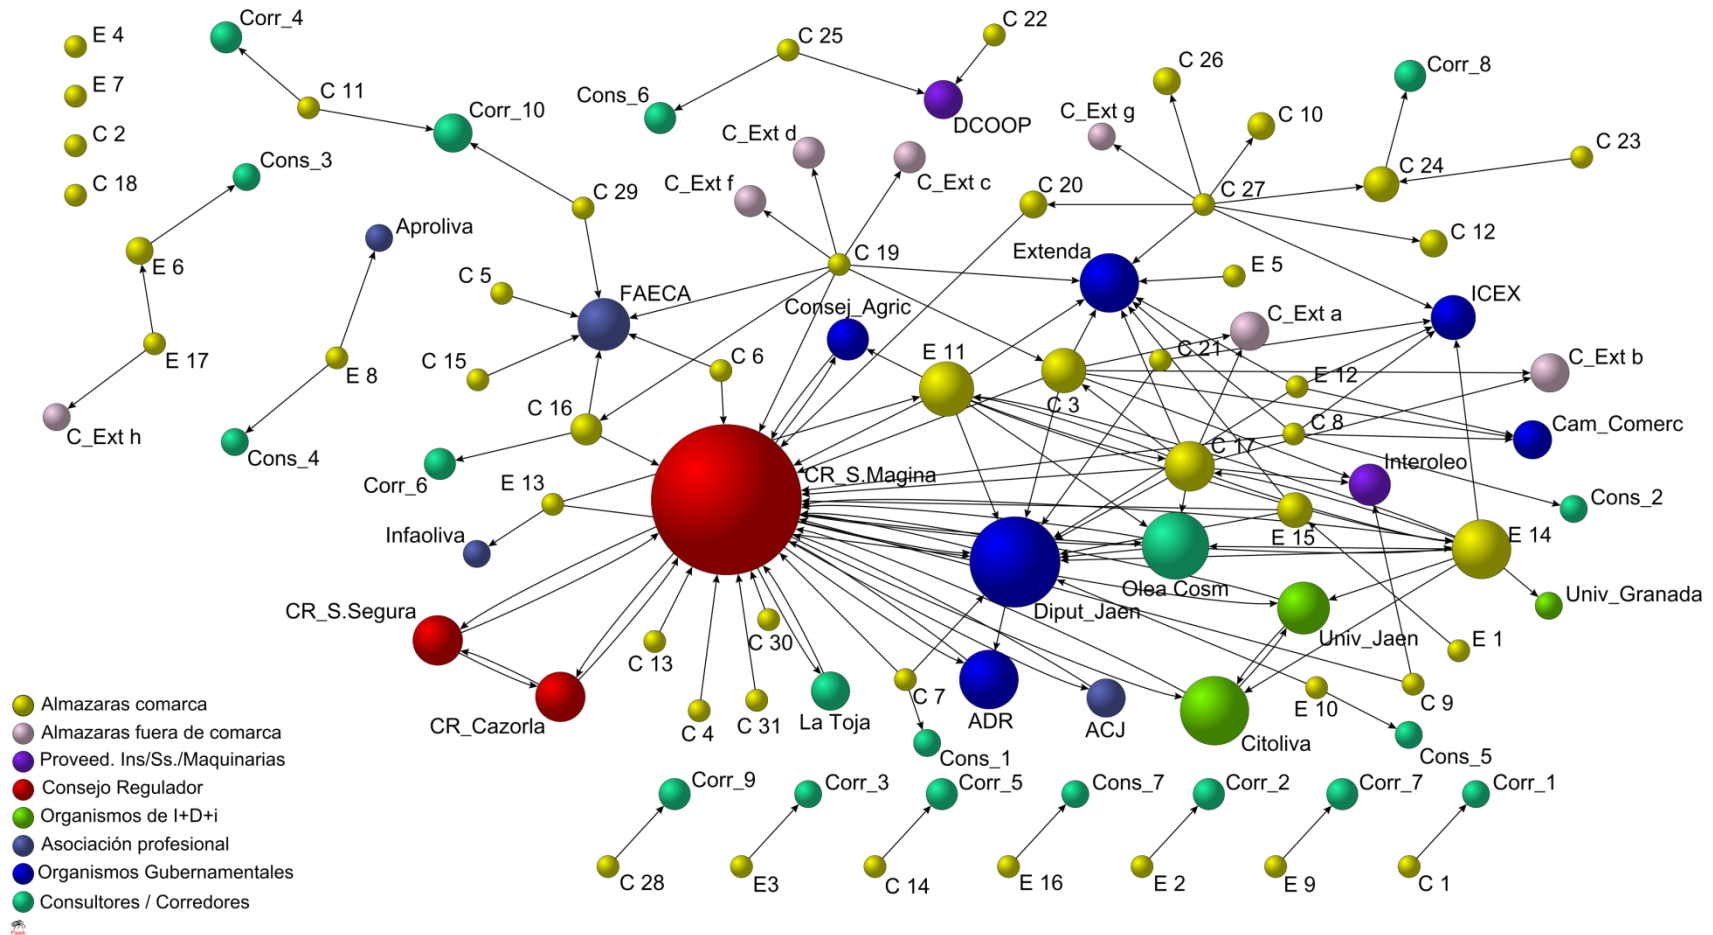 Corr_4
C 22
E 4
C 25
C 26
Corr_8
E 7
C 11
Corr_10
Cons_6
DCOOP
C_Ext g
C 10
C 2
C_Ext d
C 23
Cons_3
C_Ext f
C_Ext c
C 20
C 27
C 24
C 18
C 29
Aproliva
C 12
Extenda
C 19
E 6
C 5
FAECA
Consej_Agric
E 5
ICEX
C_Ext a
E 17
E 8
C 15
C 6
E 11
C 3
C 21
E 12
C_Ext b
C 16
C 8
Cam_Comerc
C_Ext h
Cons_4
Corr_6
CR_S.Magina
C 17
Interoleo
E 13
Cons_2
Infaoliva
E 15
E 14
Olea Cosm
Univ_Granada
CR_S.Segura
Diput_Jaen
Univ_Jaen
E 1
C 13
C 30
C 7
C 9
CR_Cazorla
C 4
C 31
La Toja
ADR
ACJ
E 10
Citoliva
Cons_1
Cons_5
Corr_9
Corr_3
Corr_5
Cons_7
Corr_2
Corr_7
Corr_1
C 28
E3
C 14
E 16
E 2
E 9
C 1
Almazaras comarca
Almazaras fuera de comarca
Proveed. Ins/Ss./Maquinarias
Consejo Regulador
Organismos de I+D+i
Asociación profesional
Organismos Gubernamentales
Consultores / Corredores
Pajek